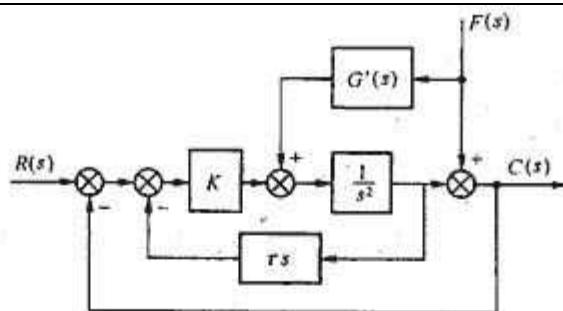 F(s)
G'(s)
+
R(s)
K
+
1/s²
+
C(s)
-
-
τs